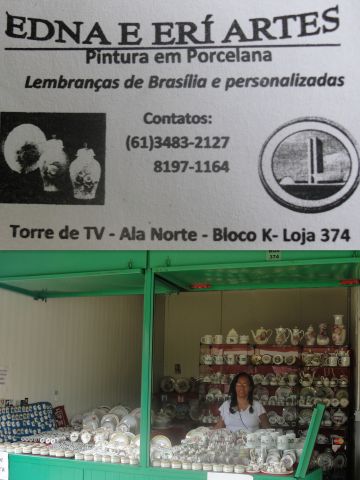 EDNA E ERÍ ARTES
Pintura em Porcelana
Lembranças de Brasília e personalizadas
Contatos:
(61)3483-2127
8197-1164
Torre de TV - Ala Norte - Bloco K- Loja 374
374